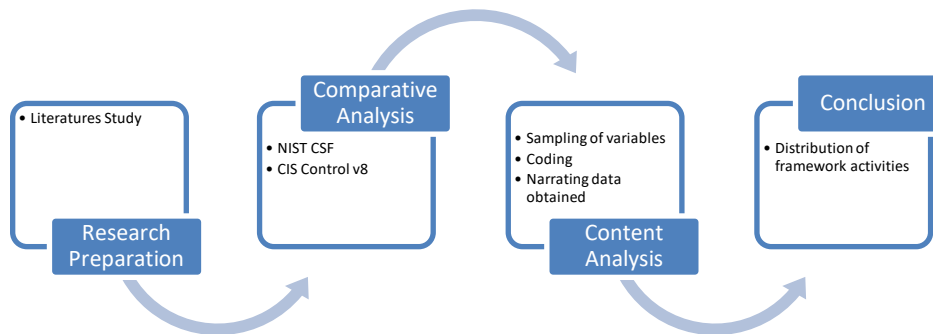 • Literatures Study
Research
Preparation
Comparative
Analysis
• NIST CSF
• CIS Control v8
• Sampling of variables
• Coding
• Narrating data
obtained
Content
Analysis
Conclusion
• Distribution of
framework activities